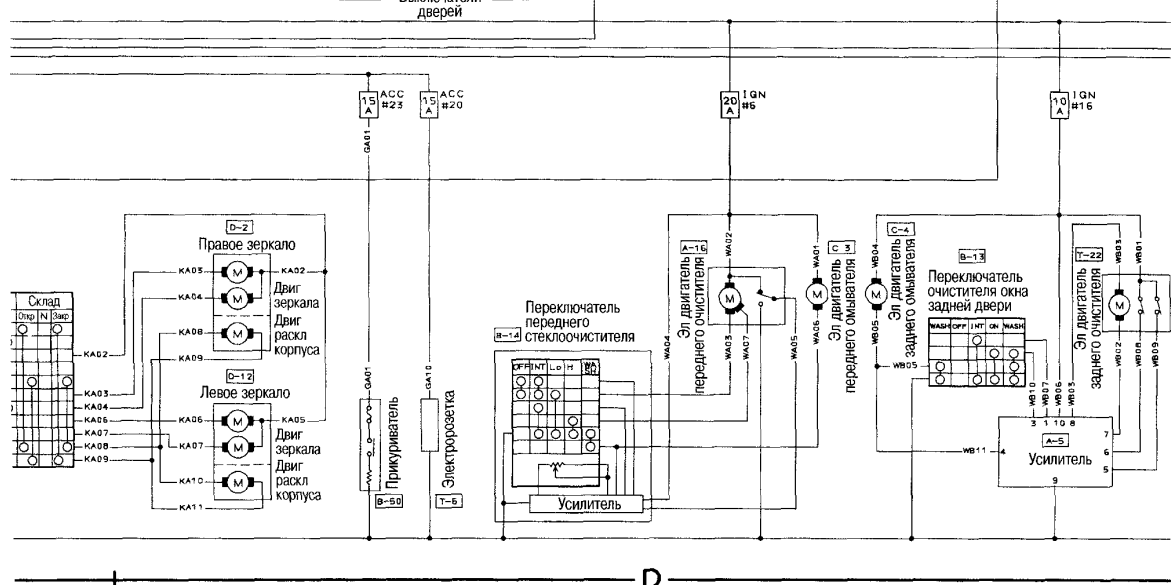 дверей
15 A
ACC #23
15 A
ACC #20
20 A
IGN #6
10 A
IGN #16
GA01
D-2
Правое зеркало
KA03
KA02
KA04
Двиг
зеркала
KA08
Двиг
раскл
корпуса
KA09
Склад
Откр N Закр
KA02
KA03
KA04
KA06
KA07
KA08
KA09
D-12
Левое зеркало
KA06
KA05
KA07
Двиг
зеркала
KA10
Двиг
раскл
корпуса
KA11
M
M
M
M
M
M
GA01
Прикуриватель
B-50
GA10
Электророзетка
T-6
Переключатель
переднего
стеклоочистителя
B-14
OFF INT Lo H
Усилитель
WA04
A-16
Эл двигатель
переднего очистителя
WA02
M
WA03
WA07
WA05
WA01
M
WA06
C 3
Эл двигатель
переднего омывателя
WB04
M
WB05
C-4
Эл двигатель
заднего омывателя
WB05
B-13
Переключатель
очистителя окна
задней двери
WASH OFF INT ON WASH
WB10
WB07
WB06
WB03
3 1 10 8
WB11
4
A-5
Усилитель
7
6
5
9
T-22
Эл двигатель
заднего очистителя
WB03
WB01
M
WB02
WB08
WB09
D